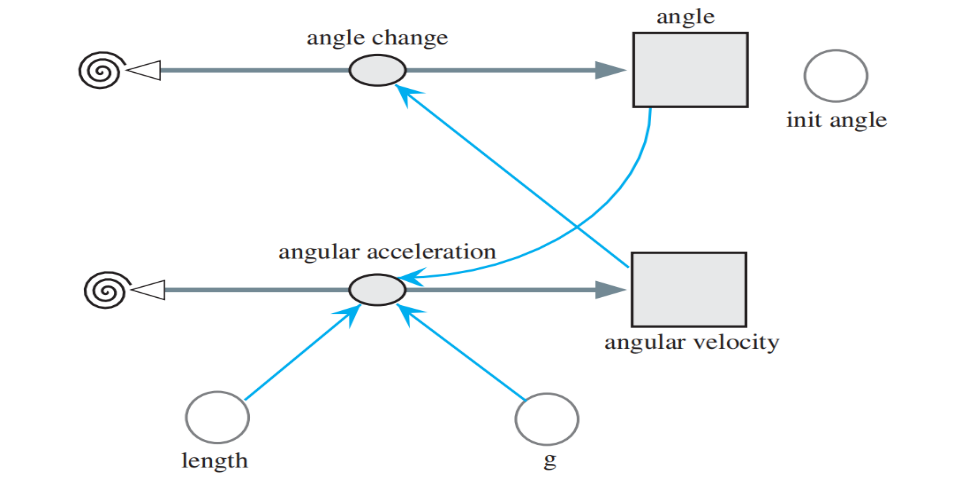 angle
angle change
init angle
angular acceleration
angular velocity
length
g